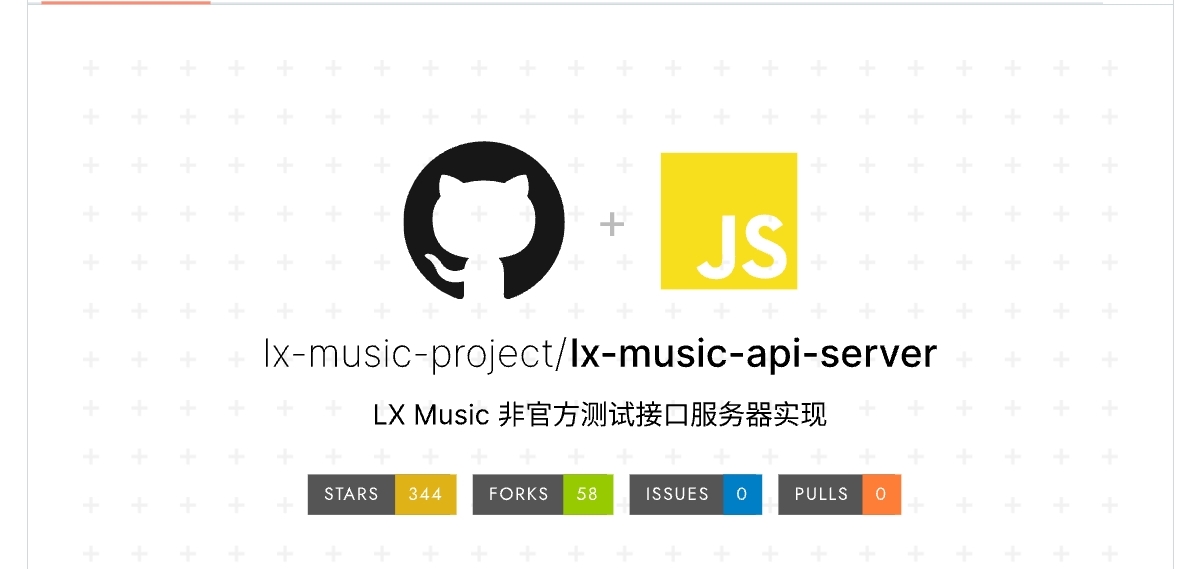 JS
lx-music-project/lx-music-api-server
LX Music 非官方测试接口服务器实现
STARS 344 FORKS 58 ISSUES 0 PULLS 0